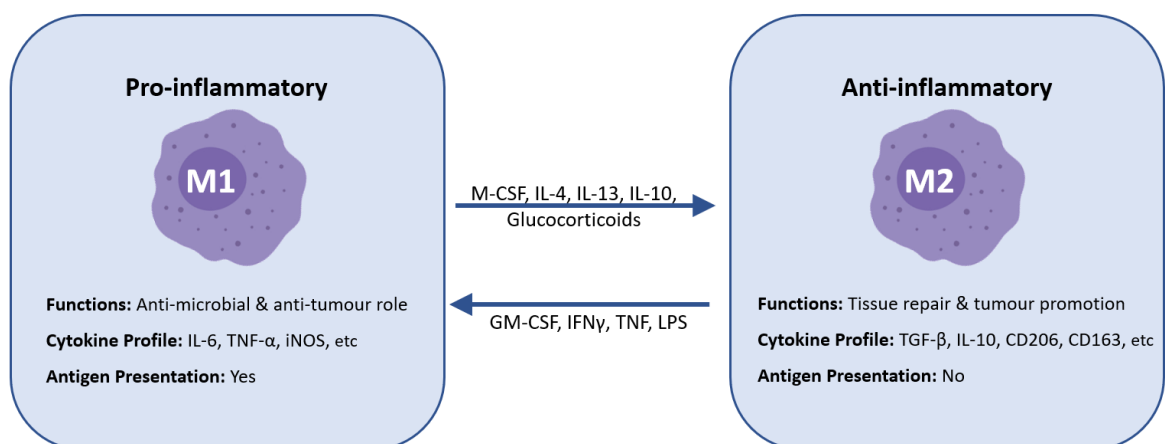 Pro-inflammatory
M1
Functions: Anti-microbial & anti-tumour role
Cytokine Profile: IL-6, TNF-α, iNOS, etc
Antigen Presentation: Yes
M-CSF, IL-4, IL-13, IL-10,
Glucocorticoids
GM-CSF, IFNγ, TNF, LPS
Anti-inflammatory
M2
Functions: Tissue repair & tumour promotion
Cytokine Profile: TGF-β, IL-10, CD206, CD163, etc
Antigen Presentation: No